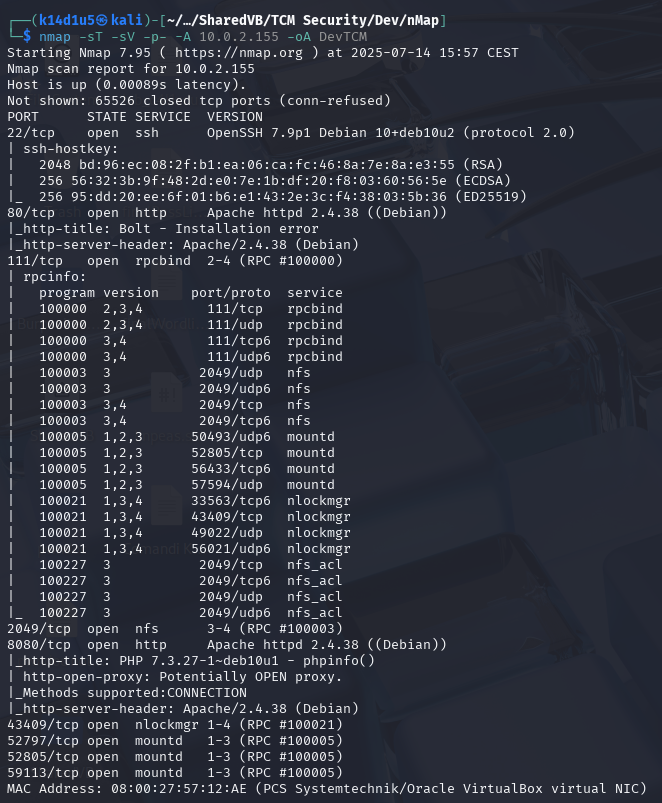 ┌──(k14d1u5㉿kali)-[~/…/SharedVB/TCM Security/Dev/nMap]
└─$ nmap -sT -sV -p- -A 10.0.2.155 -oA DevTCM
Starting Nmap 7.95 ( https://nmap.org ) at 2025-07-14 15:57 CEST
Nmap scan report for 10.0.2.155
Host is up (0.00089s latency).
Not shown: 65526 closed tcp ports (conn-refused)
PORT      STATE SERVICE  VERSION
22/tcp    open  ssh      OpenSSH 7.9p1 Debian 10+deb10u2 (protocol 2.0)
| ssh-hostkey:
|   2048 bd:96:ec:08:2f:b1:ea:06:ca:fc:46:8a:7e:8a:e3:55 (RSA)
|   256 56:32:3b:9f:48:2d:e0:7e:1b:df:20:f8:03:60:56:5e (ECDSA)
|_  256 95:dd:20:ee:6f:01:b6:e1:43:2e:3c:f4:38:03:5b:36 (ED25519)
80/tcp    open  http     Apache httpd 2.4.38 ((Debian))
|_http-title: Bolt - Installation error
|_http-server-header: Apache/2.4.38 (Debian)
111/tcp   open  rpcbind  2-4 (RPC #100000)
| rpcinfo:
|   program version    port/proto  service
|   100000  2,3,4        111/tcp   rpcbind
|   100000  2,3,4        111/udp   rpcbind
|   100000  3,4          111/tcp6  rpcbind
|   100000  3,4          111/udp6  rpcbind
|   100003  3           2049/udp   nfs
|   100003  3           2049/udp6  nfs
|   100003  3,4         2049/tcp   nfs
|   100003  3,4         2049/tcp6  nfs
|   100005  1,2,3      50493/udp6  mountd
|   100005  1,2,3      52805/tcp   mountd
|   100005  1,2,3      56433/tcp6  mountd
|   100005  1,2,3      57594/udp   mountd
|   100021  1,3,4      33563/tcp6  nlockmgr
|   100021  1,3,4      43409/tcp   nlockmgr
|   100021  1,3,4      49022/udp   nlockmgr
|   100021  1,3,4      56021/udp6  nlockmgr
|   100227  3           2049/tcp   nfs_acl
|   100227  3           2049/tcp6  nfs_acl
|   100227  3           2049/udp   nfs_acl
|_  100227  3           2049/udp6  nfs_acl
2049/tcp  open  nfs      3-4 (RPC #100003)
8080/tcp  open  http     Apache httpd 2.4.38 ((Debian))
|_http-title: PHP 7.3.27-1~deb10u1 - phpinfo()
| http-open-proxy: Potentially OPEN proxy.
|_Methods supported:CONNECTION
|_http-server-header: Apache/2.4.38 (Debian)
43409/tcp open  nlockmgr 1-4 (RPC #100021)
52797/tcp open  mountd   1-3 (RPC #100005)
52805/tcp open  mountd   1-3 (RPC #100005)
59113/tcp open  mountd   1-3 (RPC #100005)
MAC Address: 08:00:27:57:12:AE (PCS Systemtechnik/Oracle VirtualBox virtual NIC)